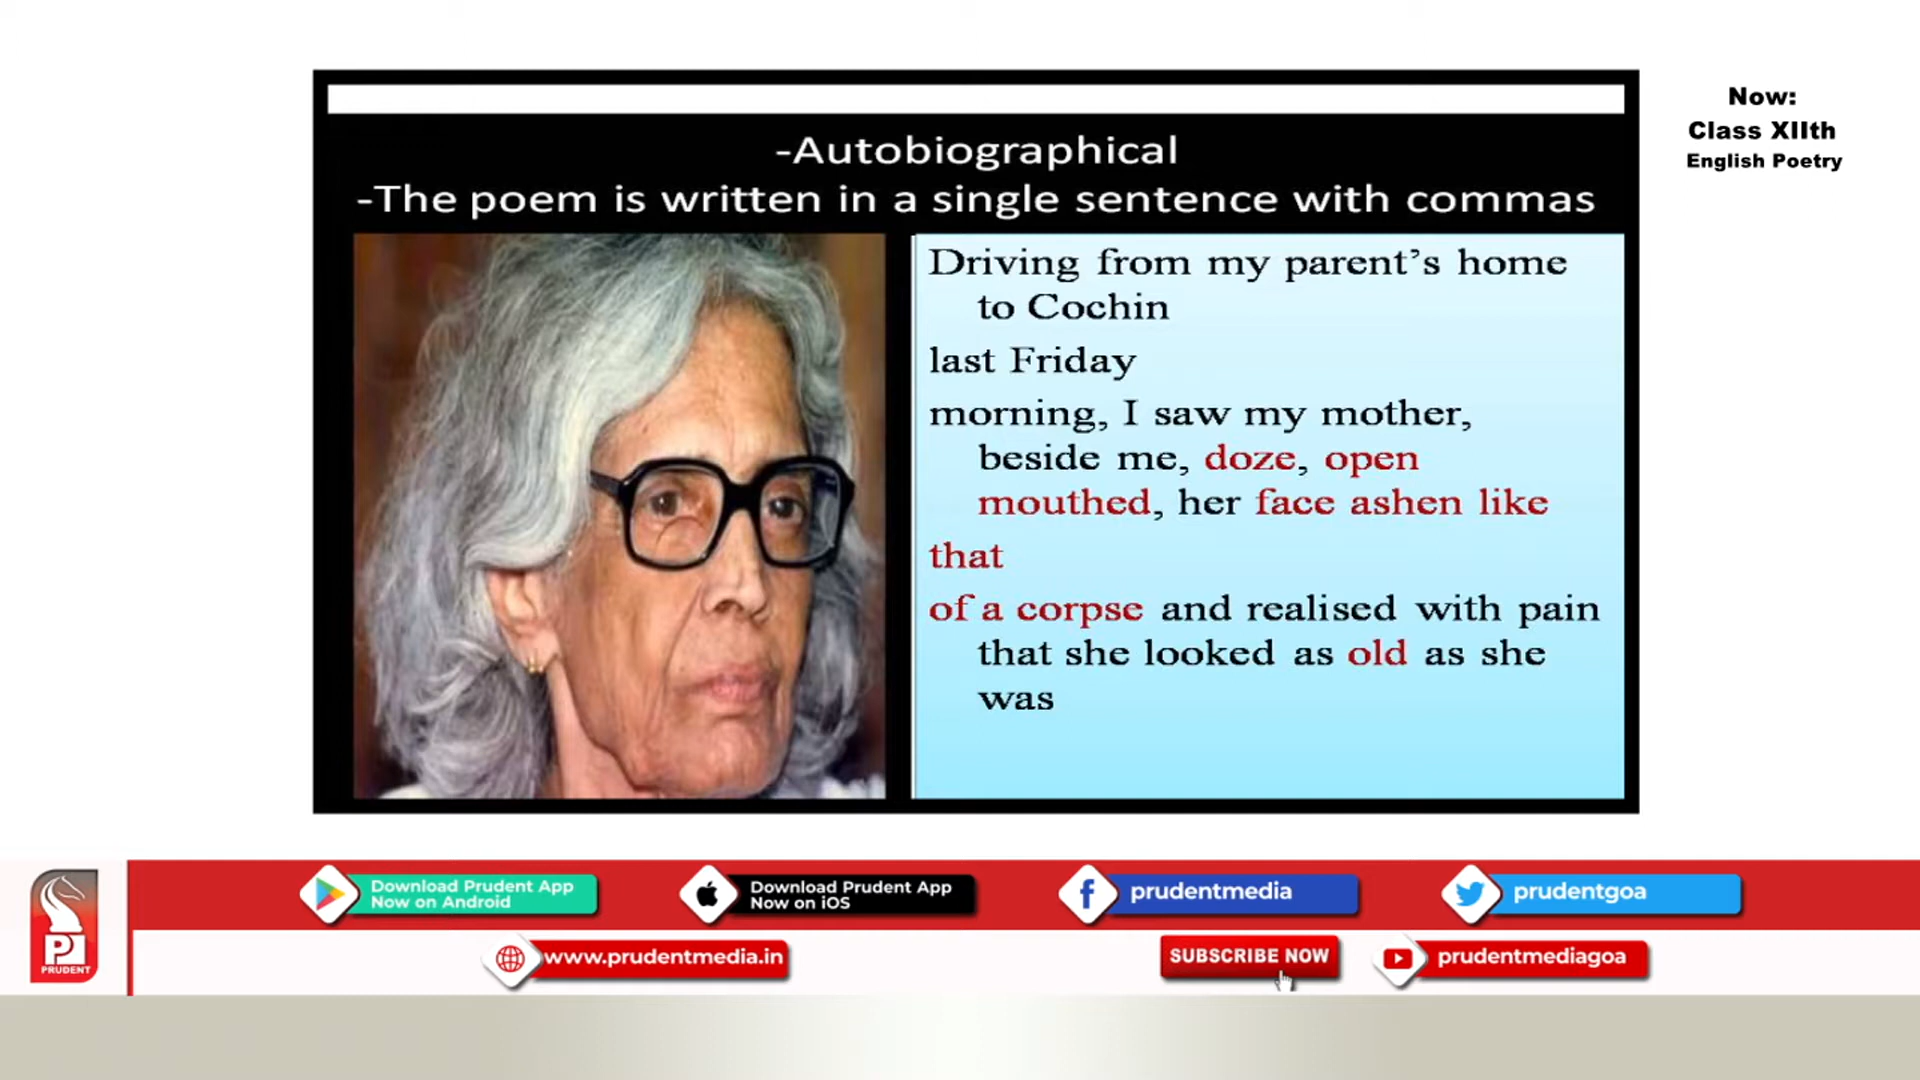 Now:
Class XIIth
English Poetry
-Autobiographical
-The poem is written in a single sentence with commas
Driving from my parent’s home
to Cochin
last Friday
morning, I saw my mother,
beside me, doze, open
mouthed, her face ashen like
that
of a corpse and realised with pain
that she looked as old as she
was
Download Prudent App
Now on Android
Download Prudent App
Now on iOS
prudentmedia
prudentgoa
PRUDENT
www.prudentmedia.in
SUBSCRIBE NOW
prudentmediagoa